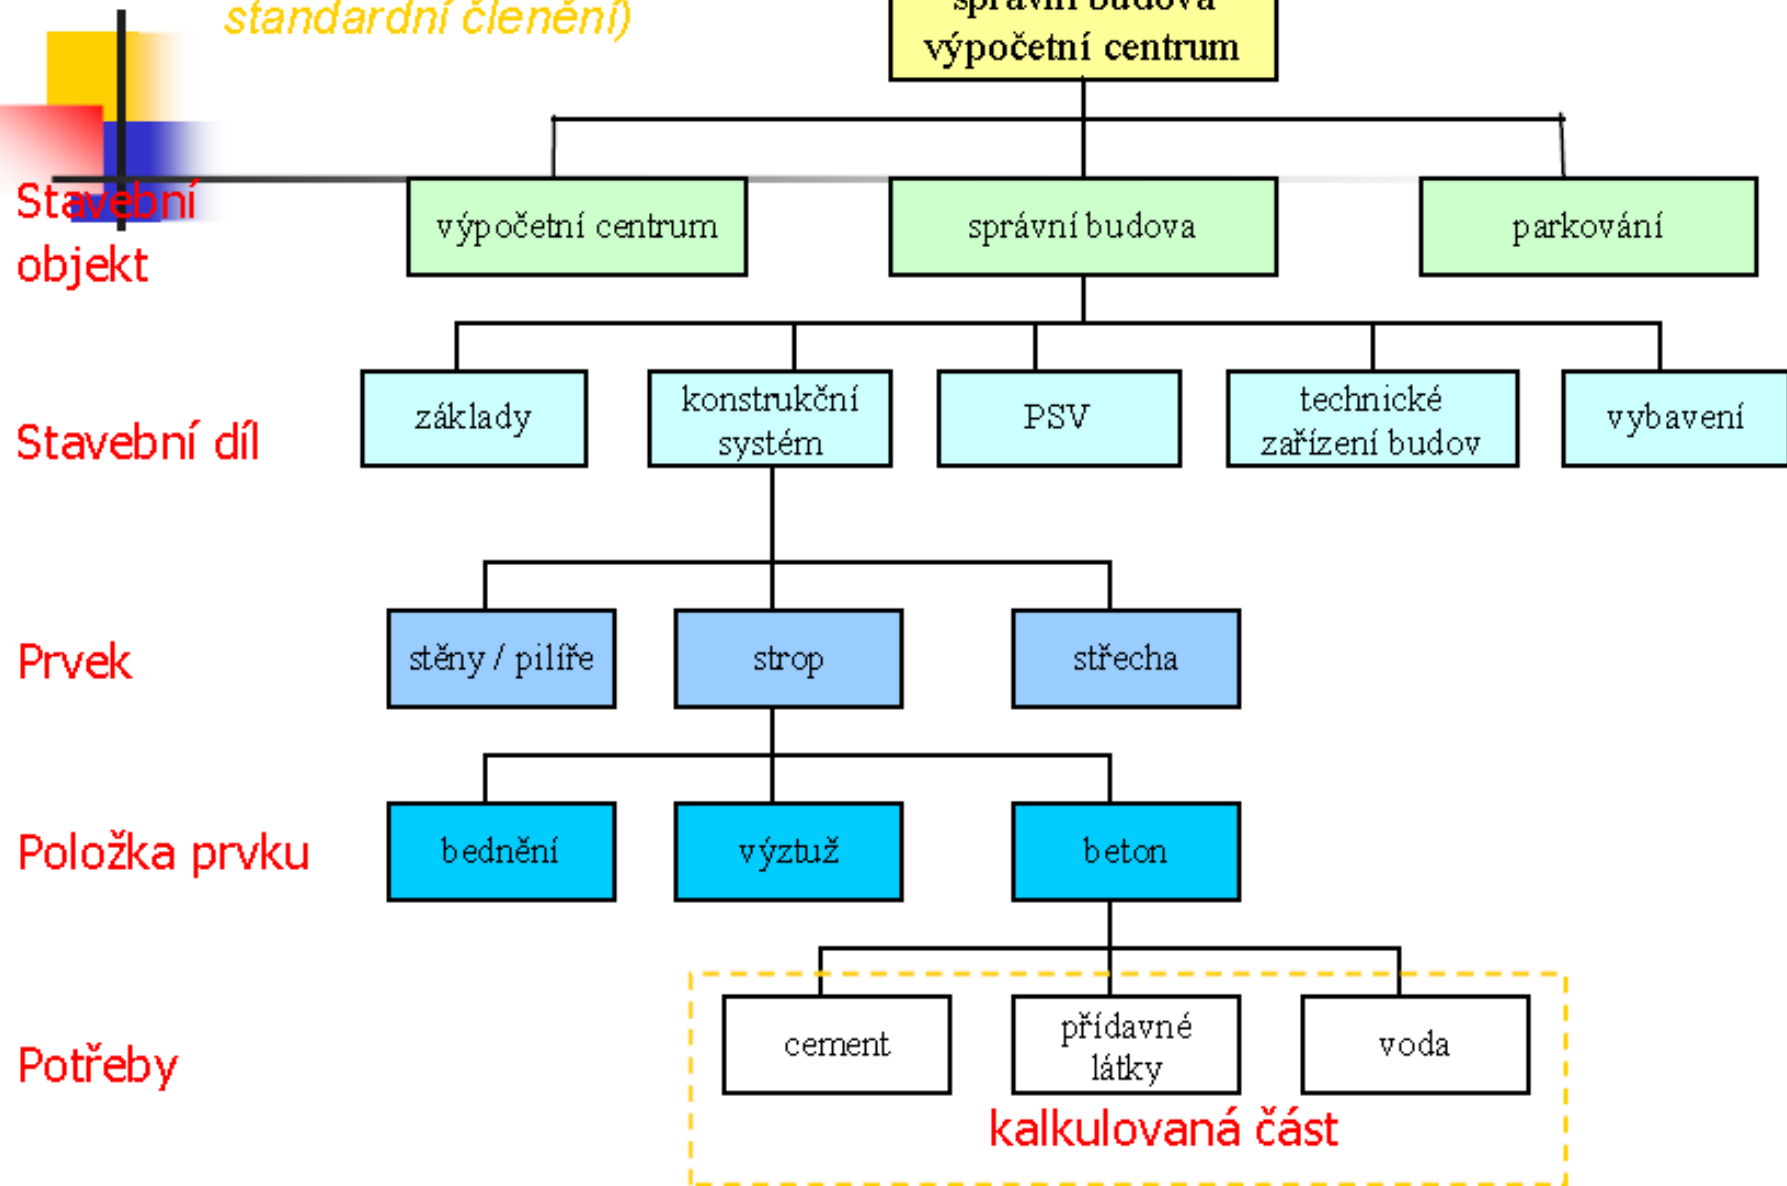 standardní členění)
správní budova
výpočetní centrum
Stavební
objekt
výpočetní centrum
správní budova
parkování
Stavební díl
základy
konstrukční
systém
PSV
technické
zařízení budov
vybavení
Prvek
stěny / pilíře
strop
střecha
Položka prvku
bednění
výztuž
beton
Potřeby
cement
přídavné
látky
voda
kalkulovaná část